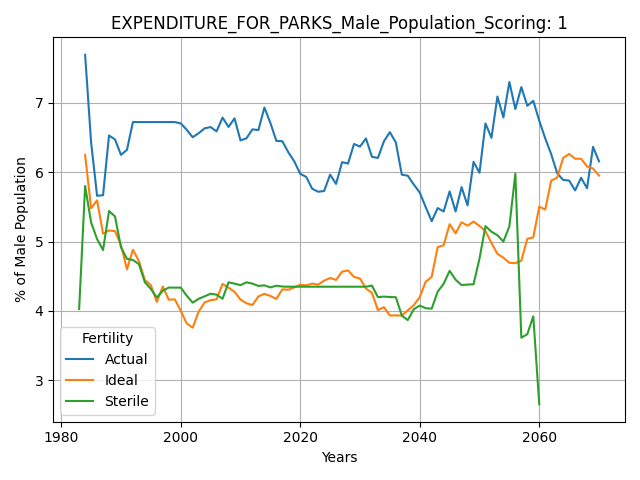 EXPENDITURE_FOR_PARKS_Male_Population_Scoring: 1
% of Male Population
7
6
5
4
3
Fertility
Actual
Ideal
Sterile
1980 2000 2020 2040 2060
Years